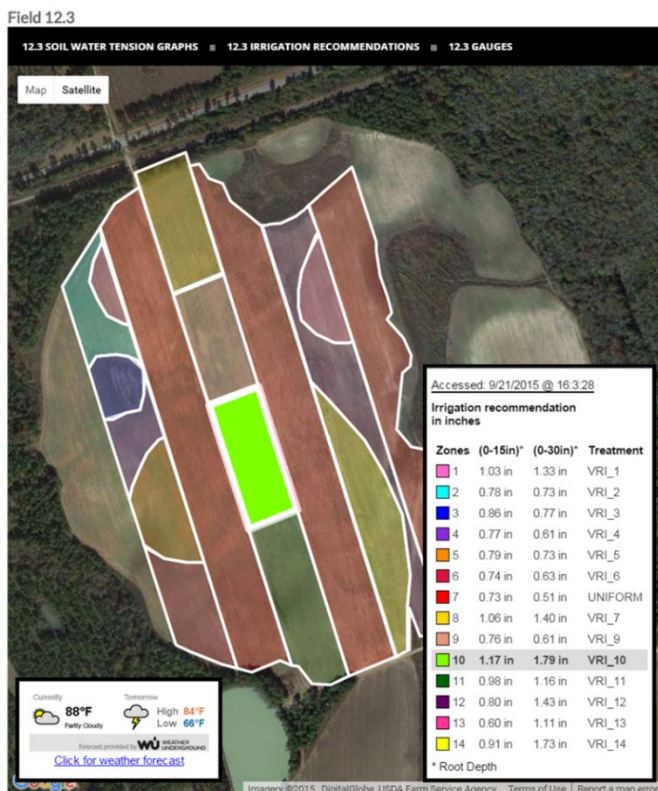 Field 12.3
12.3 SOIL WATER TENSION GRAPHS 12.3 IRRIGATION RECOMMENDATIONS 12.3 GAUGES
Map Satellite
Accessed: 9/21/2015 @ 16:3:28
Irrigation recommendation
in inches
Zones (0-15in)* (0-30in)* Treatment
1 1.03 in 1.33 in VRI_1
2 0.78 in 0.73 in VRI_2
3 0.86 in 0.77 in VRI_3
4 0.77 in 0.61 in VRI_4
5 0.79 in 0.73 in VRI_5
6 0.74 in 0.63 in VRI_6
7 0.73 in 0.51 in UNIFORM
8 1.06 in 1.40 in VRI_7
9 0.76 in 0.61 in VRI_9
10 1.17 in 1.79 in VRI_10
11 0.98 in 1.16 in VRI_11
12 0.80 in 1.43 in VRI_12
13 0.60 in 1.11 in VRI_13
14 0.91 in 1.73 in VRI_14
* Root Depth
Currently Tomorrow
88°F High 84°F
Partly Cloudy Low 66°F
forecast provided by WU WEATHER UNDERGROUND
Click for weather forecast
Google
Imagery ©2015, DigitalGlobe, USDA Farm Service Agency Terms of Use Report a map error